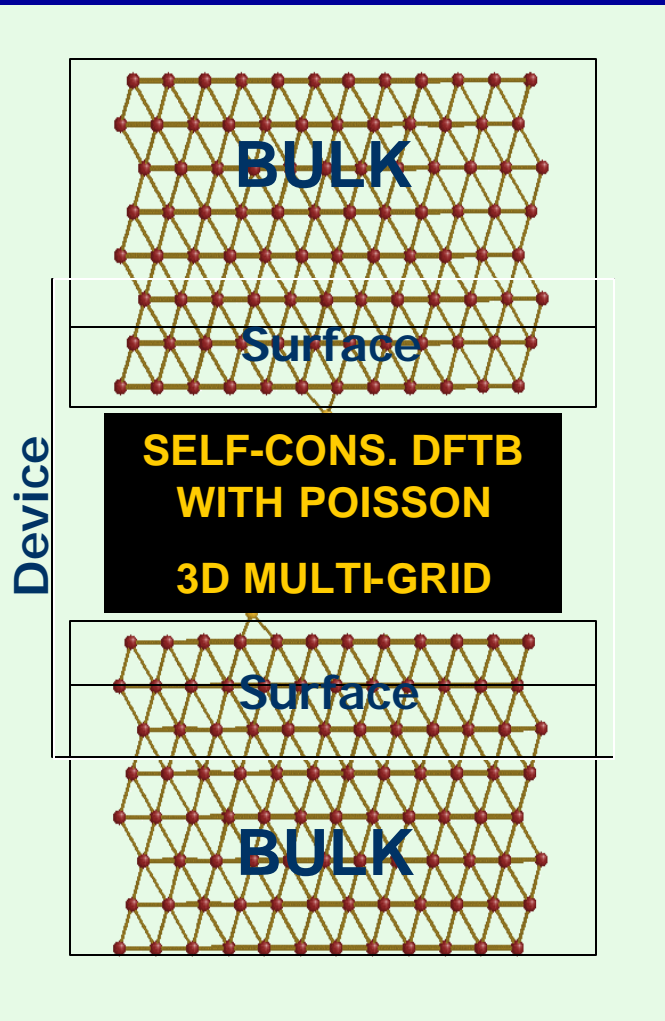 BULK
Surface
Device
SELF-CONS. DFTB
WITH POISSON
3D MULTI-GRID
Surface
BULK